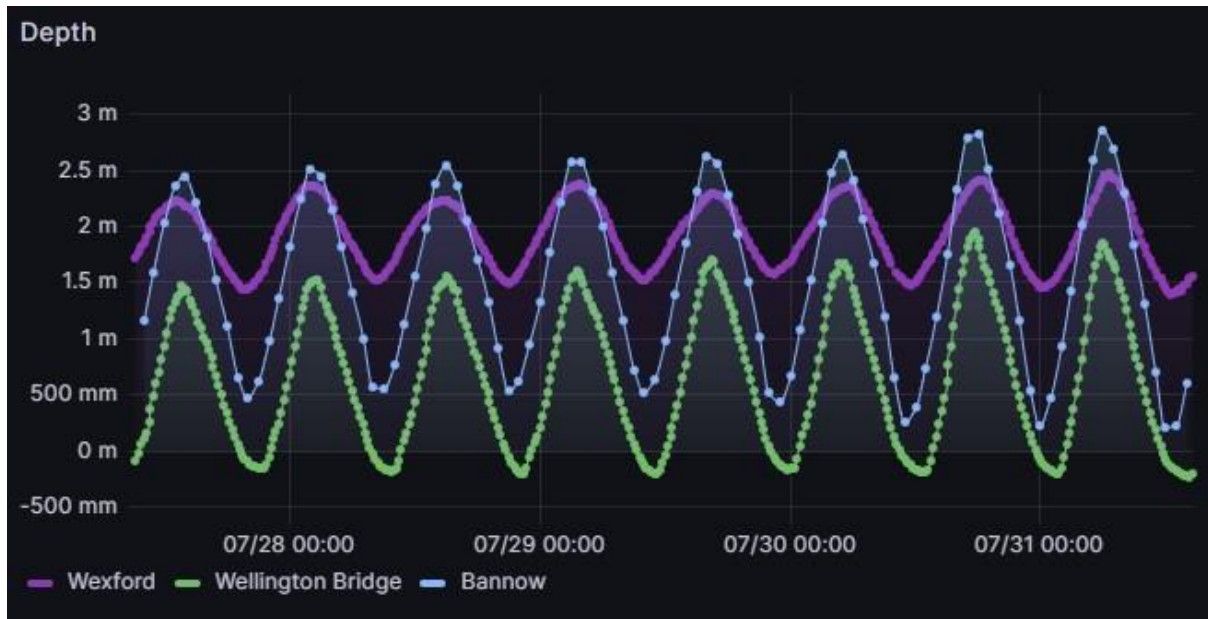 Depth
3 m
2.5 m
2 m
1.5 m
1 m
500 mm
0 m
-500 mm
07/28 00:00 07/29 00:00 07/30 00:00 07/31 00:00
Wexford Wellington Bridge Bannow